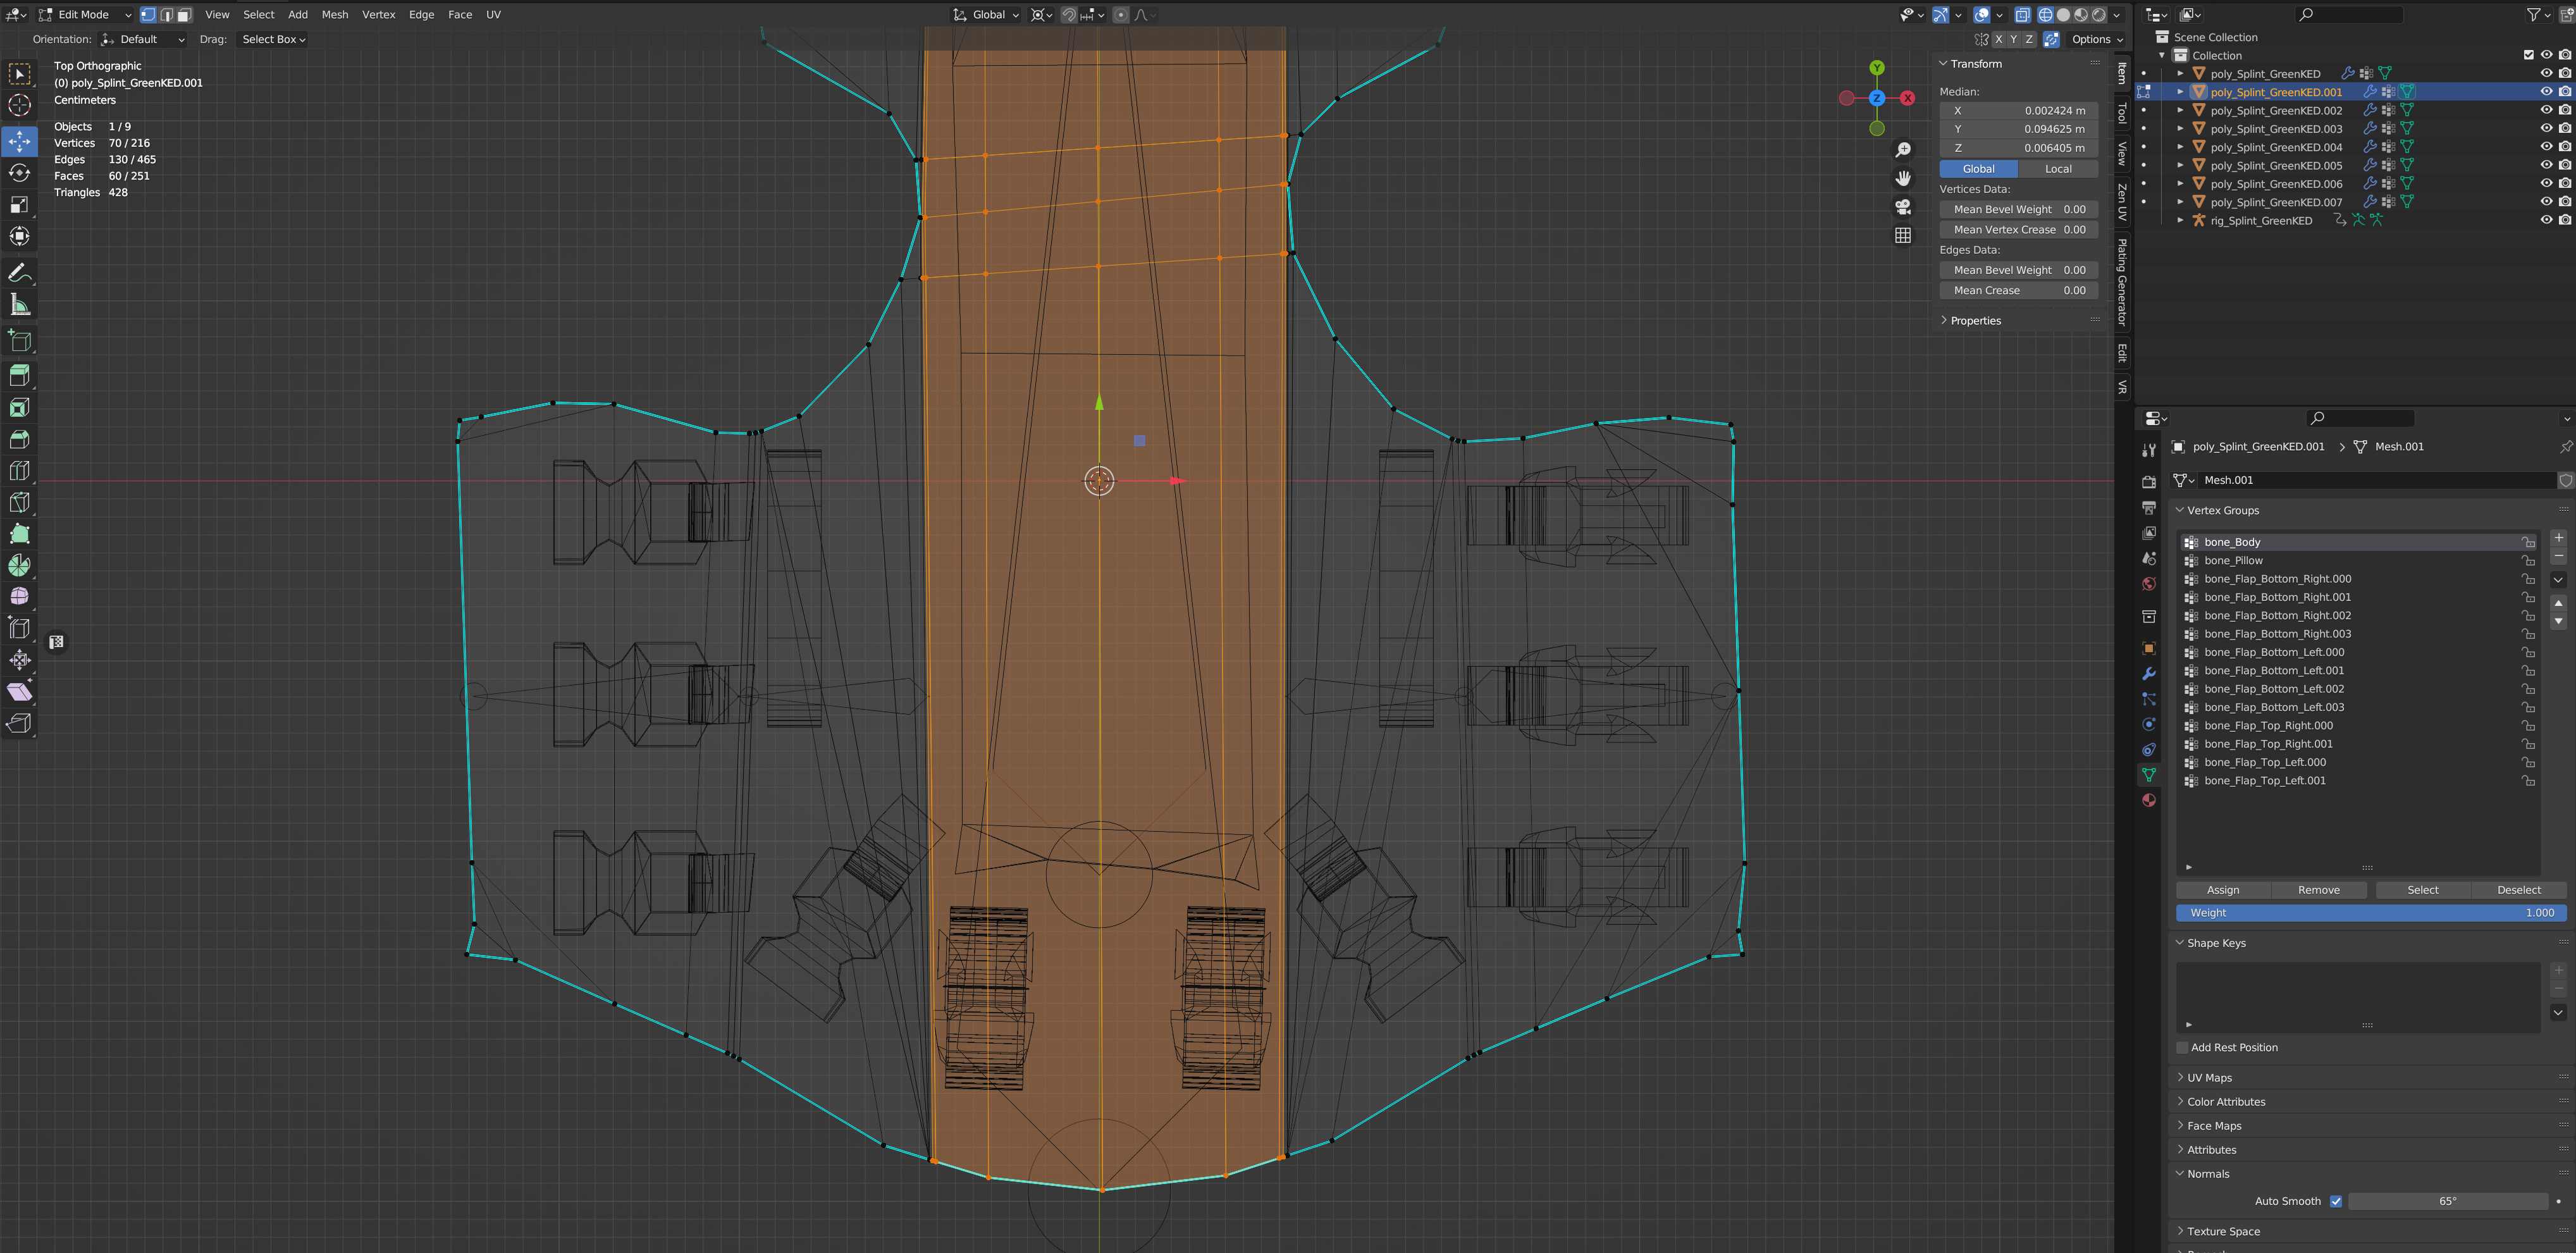 Edit Mode View Select Add Mesh Vertex Edge Face UV Global
Orientation: Default Drag: Select Box X Y Z Options
Top Orthographic
(0) poly_Splint_GreenKED.001
Centimeters
Objects 1 / 9
Vertices 70 / 216
Edges 130 / 465
Faces 60 / 251
Triangles 428
Y
Z X
Transform
Median:
X 0.002424 m
Y 0.094625 m
Z 0.006405 m
Global Local
Vertices Data:
Mean Bevel Weight 0.00
Mean Vertex Crease 0.00
Edges Data:
Mean Bevel Weight 0.00
Mean Crease 0.00
Properties
Item
Tool
View
Zen UV
Plating Generator
Edit
VR
Scene Collection
Collection
poly_Splint_GreenKED
poly_Splint_GreenKED.001
poly_Splint_GreenKED.002
poly_Splint_GreenKED.003
poly_Splint_GreenKED.004
poly_Splint_GreenKED.005
poly_Splint_GreenKED.006
poly_Splint_GreenKED.007
rig_Splint_GreenKED
poly_Splint_GreenKED.001 Mesh.001
Mesh.001
Vertex Groups
bone_Body
bone_Pillow
bone_Flap_Bottom_Right.000
bone_Flap_Bottom_Right.001
bone_Flap_Bottom_Right.002
bone_Flap_Bottom_Right.003
bone_Flap_Bottom_Left.000
bone_Flap_Bottom_Left.001
bone_Flap_Bottom_Left.002
bone_Flap_Bottom_Left.003
bone_Flap_Top_Right.000
bone_Flap_Top_Right.001
bone_Flap_Top_Left.000
bone_Flap_Top_Left.001
Assign Remove Select Deselect
Weight 1.000
Shape Keys
Add Rest Position
UV Maps
Color Attributes
Face Maps
Attributes
Normals
Auto Smooth 65°
Texture Space